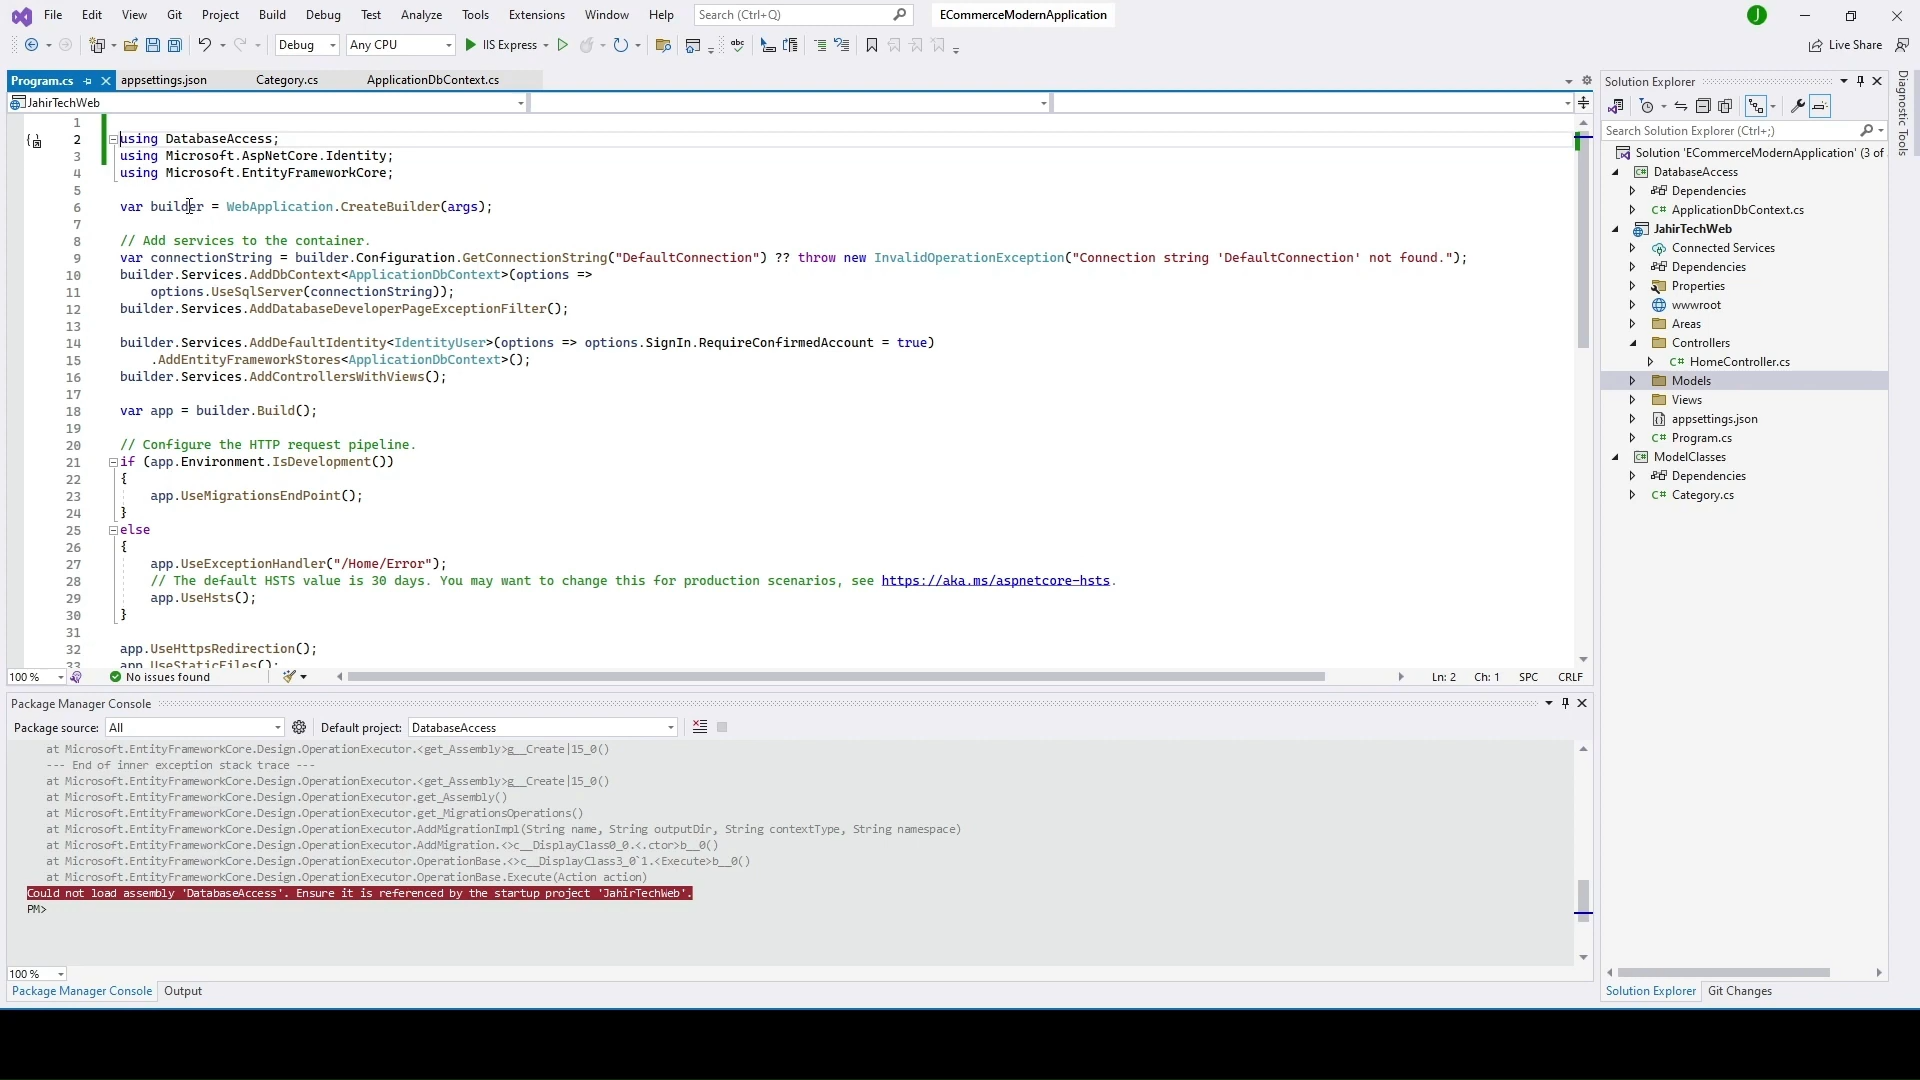 File Edit View Git Project Build Debug Test Analyze Tools Extensions Window Help Search (Ctrl+Q) ECommerceModernApplication J
Debug Any CPU IIS Express abc Live Share
Program.cs appsettings.json Category.cs ApplicationDbContext.cs
JahirTechWeb
1
2 using DatabaseAccess;
3 using Microsoft.AspNetCore.Identity;
4 using Microsoft.EntityFrameworkCore;
5
6 var builder = WebApplication.CreateBuilder(args);
7
8 // Add services to the container.
9 var connectionString = builder.Configuration.GetConnectionString("DefaultConnection") ?? throw new InvalidOperationException("Connection string 'DefaultConnection' not found.");
10 builder.Services.AddDbContext<ApplicationDbContext>(options =>
11 options.UseSqlServer(connectionString));
12 builder.Services.AddDatabaseDeveloperPageExceptionFilter();
13
14 builder.Services.AddDefaultIdentity<IdentityUser>(options => options.SignIn.RequireConfirmedAccount = true)
15 .AddEntityFrameworkStores<ApplicationDbContext>();
16 builder.Services.AddControllersWithViews();
17
18 var app = builder.Build();
19
20 // Configure the HTTP request pipeline.
21 if (app.Environment.IsDevelopment())
22 {
23 app.UseMigrationsEndPoint();
24 }
25 else
26 {
27 app.UseExceptionHandler("/Home/Error");
28 // The default HSTS value is 30 days. You may want to change this for production scenarios, see https://aka.ms/aspnetcore-hsts.
29 app.UseHsts();
30 }
31
32 app.UseHttpsRedirection();
33 app.UseStaticFiles();
100 % No issues found Ln: 2 Ch: 1 SPC CRLF
Package Manager Console
Package source: All Default project: DatabaseAccess
at Microsoft.EntityFrameworkCore.Design.OperationExecutor.<get_Assembly>g__Create|15_0()
--- End of inner exception stack trace ---
at Microsoft.EntityFrameworkCore.Design.OperationExecutor.<get_Assembly>g__Create|15_0()
at Microsoft.EntityFrameworkCore.Design.OperationExecutor.get_Assembly()
at Microsoft.EntityFrameworkCore.Design.OperationExecutor.get_MigrationsOperations()
at Microsoft.EntityFrameworkCore.Design.OperationExecutor.AddMigrationImpl(String name, String outputDir, String contextType, String namespace)
at Microsoft.EntityFrameworkCore.Design.OperationExecutor.AddMigration.<>c__DisplayClass0_0.<.ctor>b__0()
at Microsoft.EntityFrameworkCore.Design.OperationExecutor.OperationBase.<>c__DisplayClass3_0`1.<Execute>b__0()
at Microsoft.EntityFrameworkCore.Design.OperationExecutor.OperationBase.Execute(Action action)
Could not load assembly 'DatabaseAccess'. Ensure it is referenced by the startup project 'JahirTechWeb'.
PM>
100 %
Package Manager Console Output
Solution Explorer
Search Solution Explorer (Ctrl+;)
Solution 'ECommerceModernApplication' (3 of
DatabaseAccess
Dependencies
C# ApplicationDbContext.cs
JahirTechWeb
Connected Services
Dependencies
Properties
wwwroot
Areas
Controllers
C# HomeController.cs
Models
Views
appsettings.json
C# Program.cs
ModelClasses
Dependencies
C# Category.cs
Solution Explorer Git Changes
Diagnostic Tools